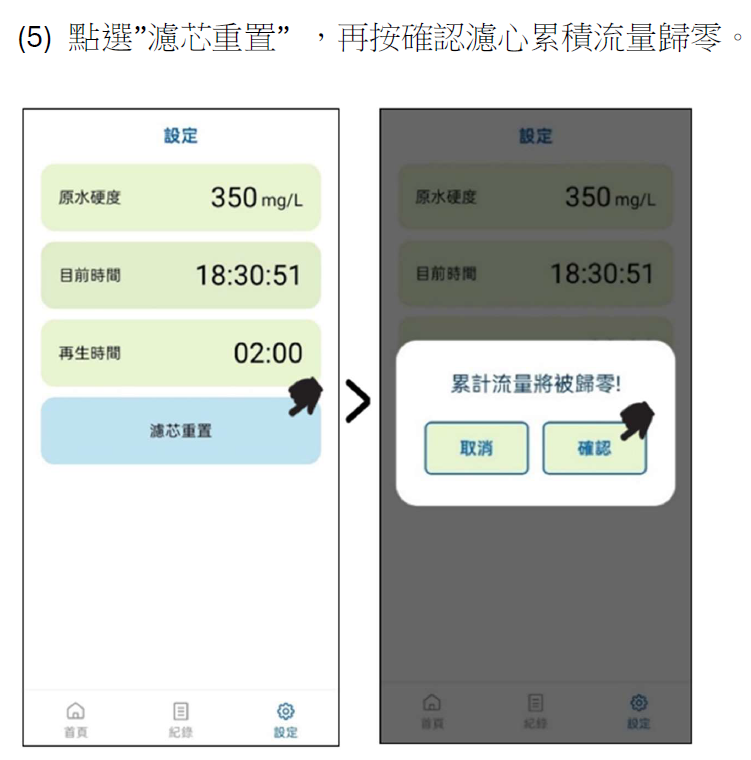 (5) 點選”濾芯重置” ，再按確認濾心累積流量歸零。
設定
原水硬度 350 mg/L
目前時間 18:30:51
再生時間 02:00
濾芯重置
首頁 紀錄 設定
>
設定
原水硬度 350 mg/L
目前時間 18:30:51
累計流量將被歸零!
取消 確認
首頁 紀錄 設定